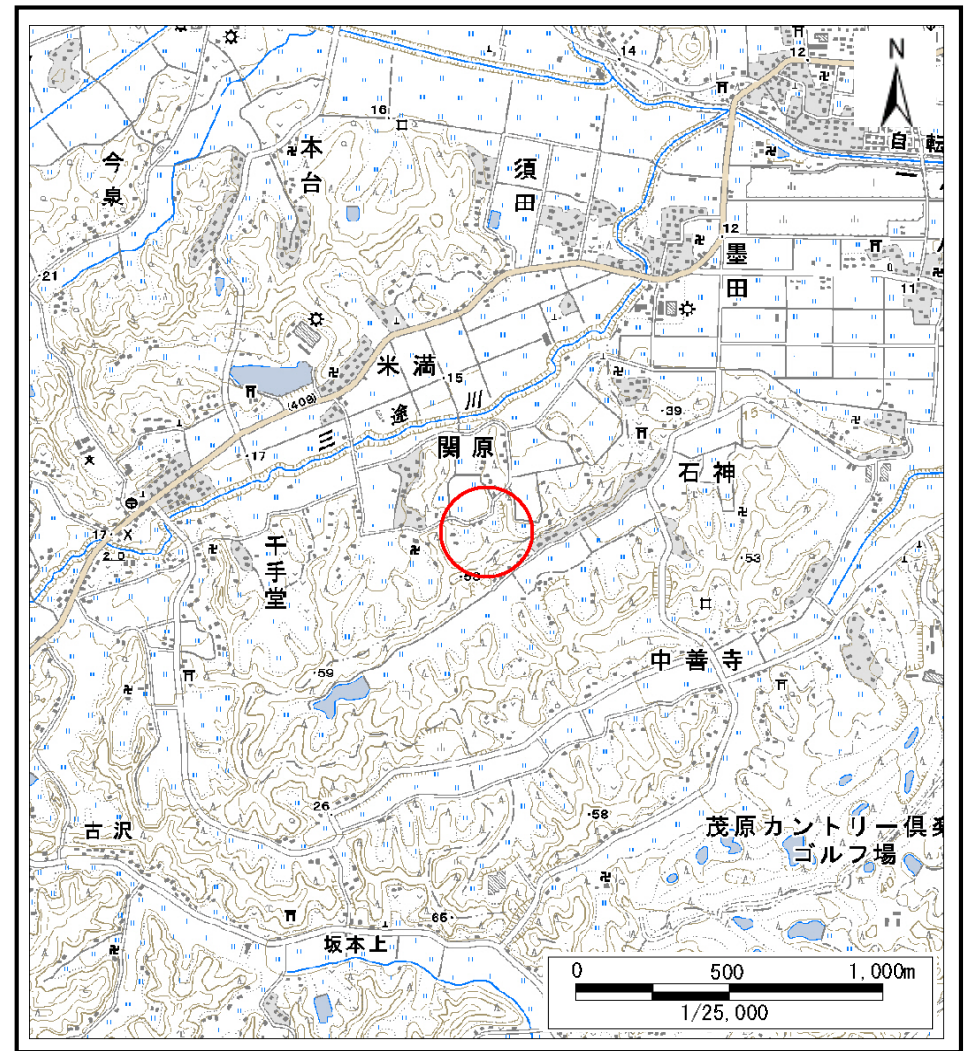 N
14
12
自転
16
本台
今泉
須田
12
墨田
21
11
米満
15
三途川
(409)
39
15
関原
17
石神
17
20
千手堂
53
53
59
中善寺
26
58
古沢
茂原カントリー倶楽
ゴルフ場
65
坂本上
0 500 1,000m
1/25,000